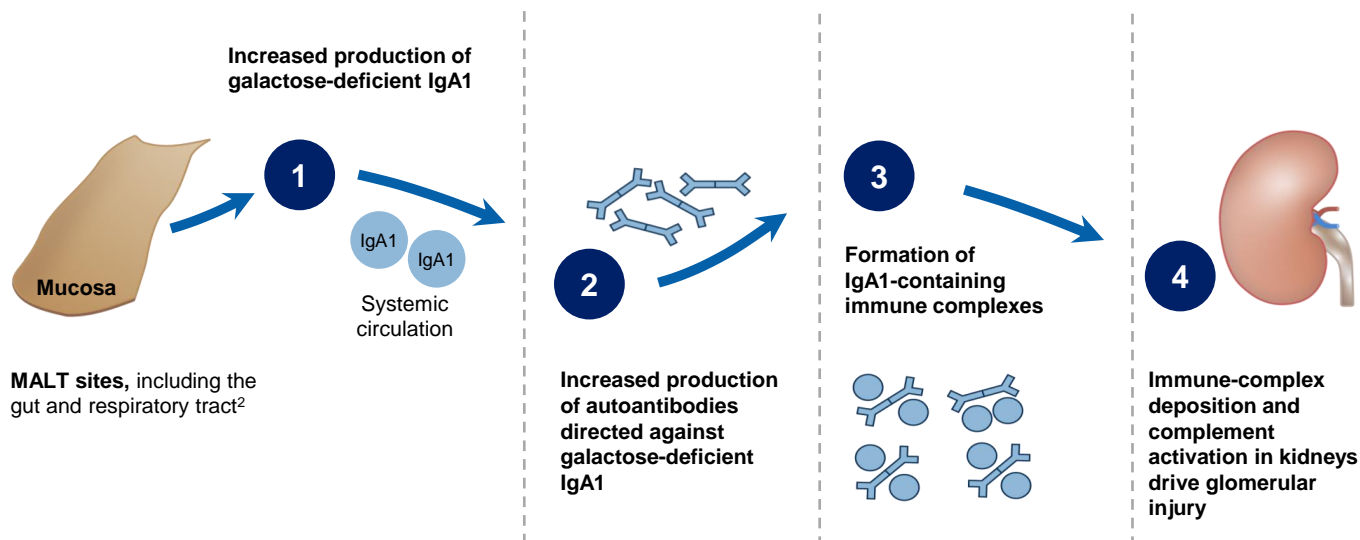 Increased production of
galactose-deficient IgA1
1
Mucosa
IgA1
IgA1
Systemic
circulation
MALT sites, including the
gut and respiratory tract²
2
Increased production
of autoantibodies
directed against
galactose-deficient
IgA1
3
Formation of
IgA1-containing
immune complexes
4
Immune-complex
deposition and
complement
activation in kidneys
drive glomerular
injury